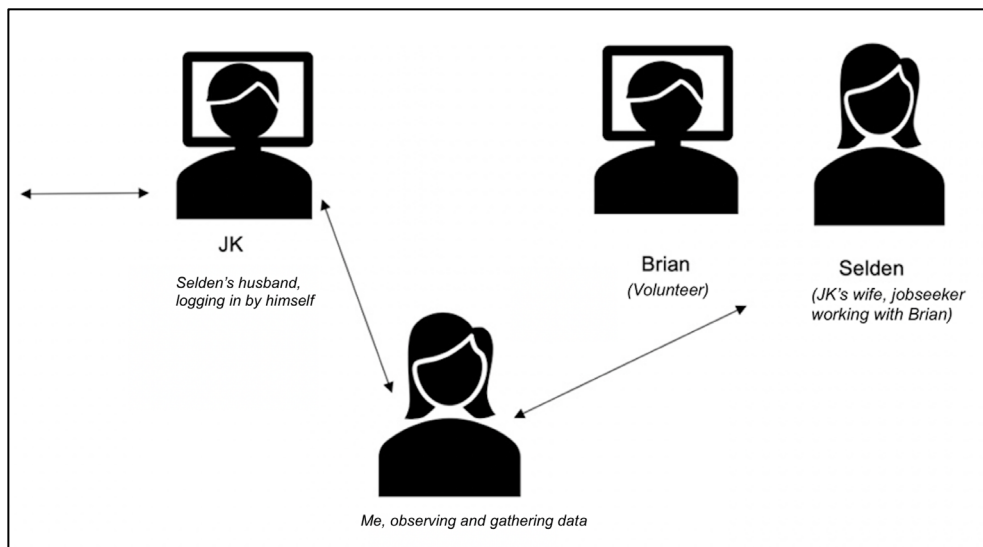 JK
Selden's husband,
logging in by himself
Brian
(Volunteer)
Selden
(JK's wife, jobseeker
working with Brian)
Me, observing and gathering data